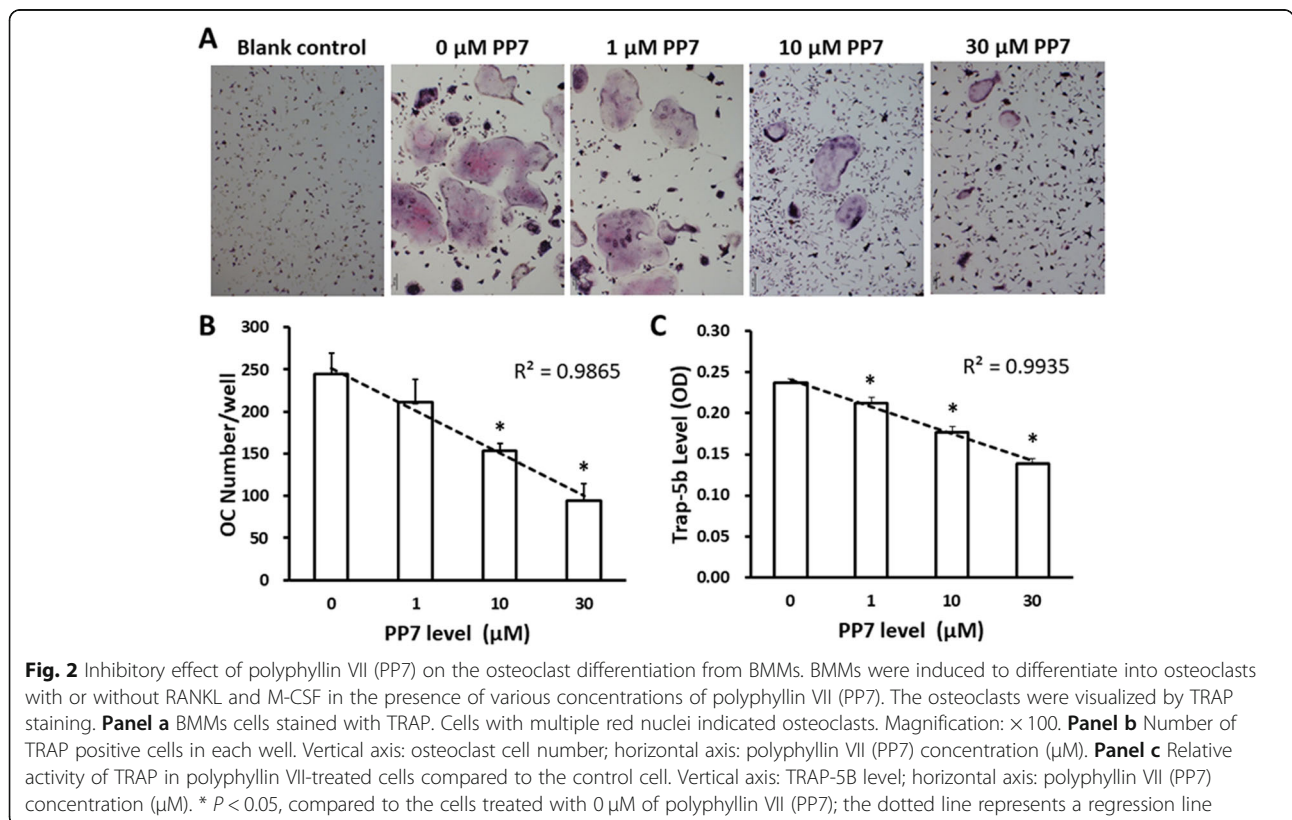 A
Blank control 0 µM PP7 1 µM PP7 10 µM PP7 30 µM PP7
B
300
250
200
150
100
50
0
OC Number/well
R² = 0.9865
*
*
0 1 10 30
PP7 level (µM)
C
0.30
0.25
0.20
0.15
0.10
0.05
0.00
Trap-5b Level (OD)
R² = 0.9935
*
*
*
0 1 10 30
PP7 level (µM)
Fig. 2 Inhibitory effect of polyphyllin VII (PP7) on the osteoclast differentiation from BMMs. BMMs were induced to differentiate into osteoclasts
with or without RANKL and M-CSF in the presence of various concentrations of polyphyllin VII (PP7). The osteoclasts were visualized by TRAP
staining. Panel a BMMs cells stained with TRAP. Cells with multiple red nuclei indicated osteoclasts. Magnification: × 100. Panel b Number of
TRAP positive cells in each well. Vertical axis: osteoclast cell number; horizontal axis: polyphyllin VII (PP7) concentration (µM). Panel c Relative
activity of TRAP in polyphyllin VII-treated cells compared to the control cell. Vertical axis: TRAP-5B level; horizontal axis: polyphyllin VII (PP7)
concentration (µM). * P < 0.05, compared to the cells treated with 0 µM of polyphyllin VII (PP7); the dotted line represents a regression line